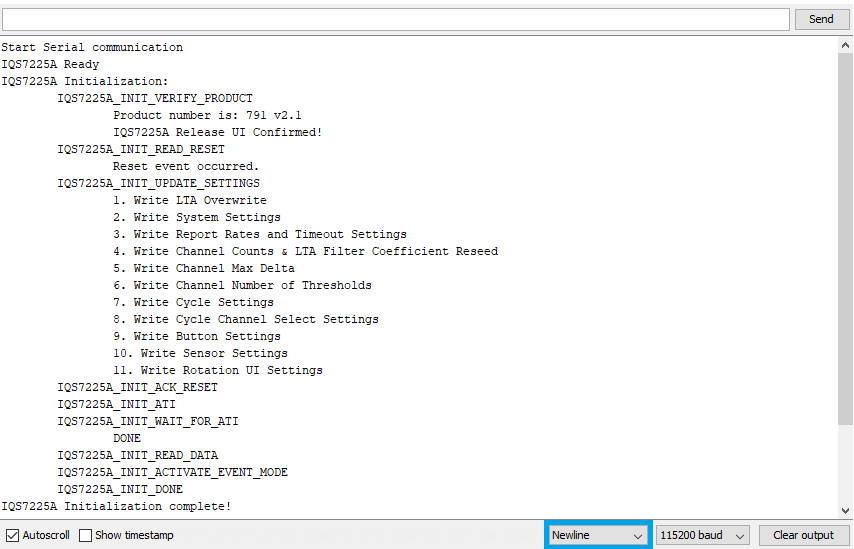 Send
Start Serial communication
IQS7225A Ready
IQS7225A Initialization:
IQS7225A_INIT_VERIFY_PRODUCT
Product number is: 791 v2.1
IQS7225A Release UI Confirmed!
IQS7225A_INIT_READ_RESET
Reset event occurred.
IQS7225A_INIT_UPDATE_SETTINGS
1. Write LTA Overwrite
2. Write System Settings
3. Write Report Rates and Timeout Settings
4. Write Channel Counts & LTA Filter Coefficient Reseed
5. Write Channel Max Delta
6. Write Channel Number of Thresholds
7. Write Cycle Settings
8. Write Cycle Channel Select Settings
9. Write Button Settings
10. Write Sensor Settings
11. Write Rotation UI Settings
IQS7225A_INIT_ACK_RESET
IQS7225A_INIT_ATI
IQS7225A_INIT_WAIT_FOR_ATI
DONE
IQS7225A_INIT_READ_DATA
IQS7225A_INIT_ACTIVATE_EVENT_MODE
IQS7225A_INIT_DONE
IQS7225A Initialization complete!
Autoscroll Show timestamp Newline 115200 baud Clear output